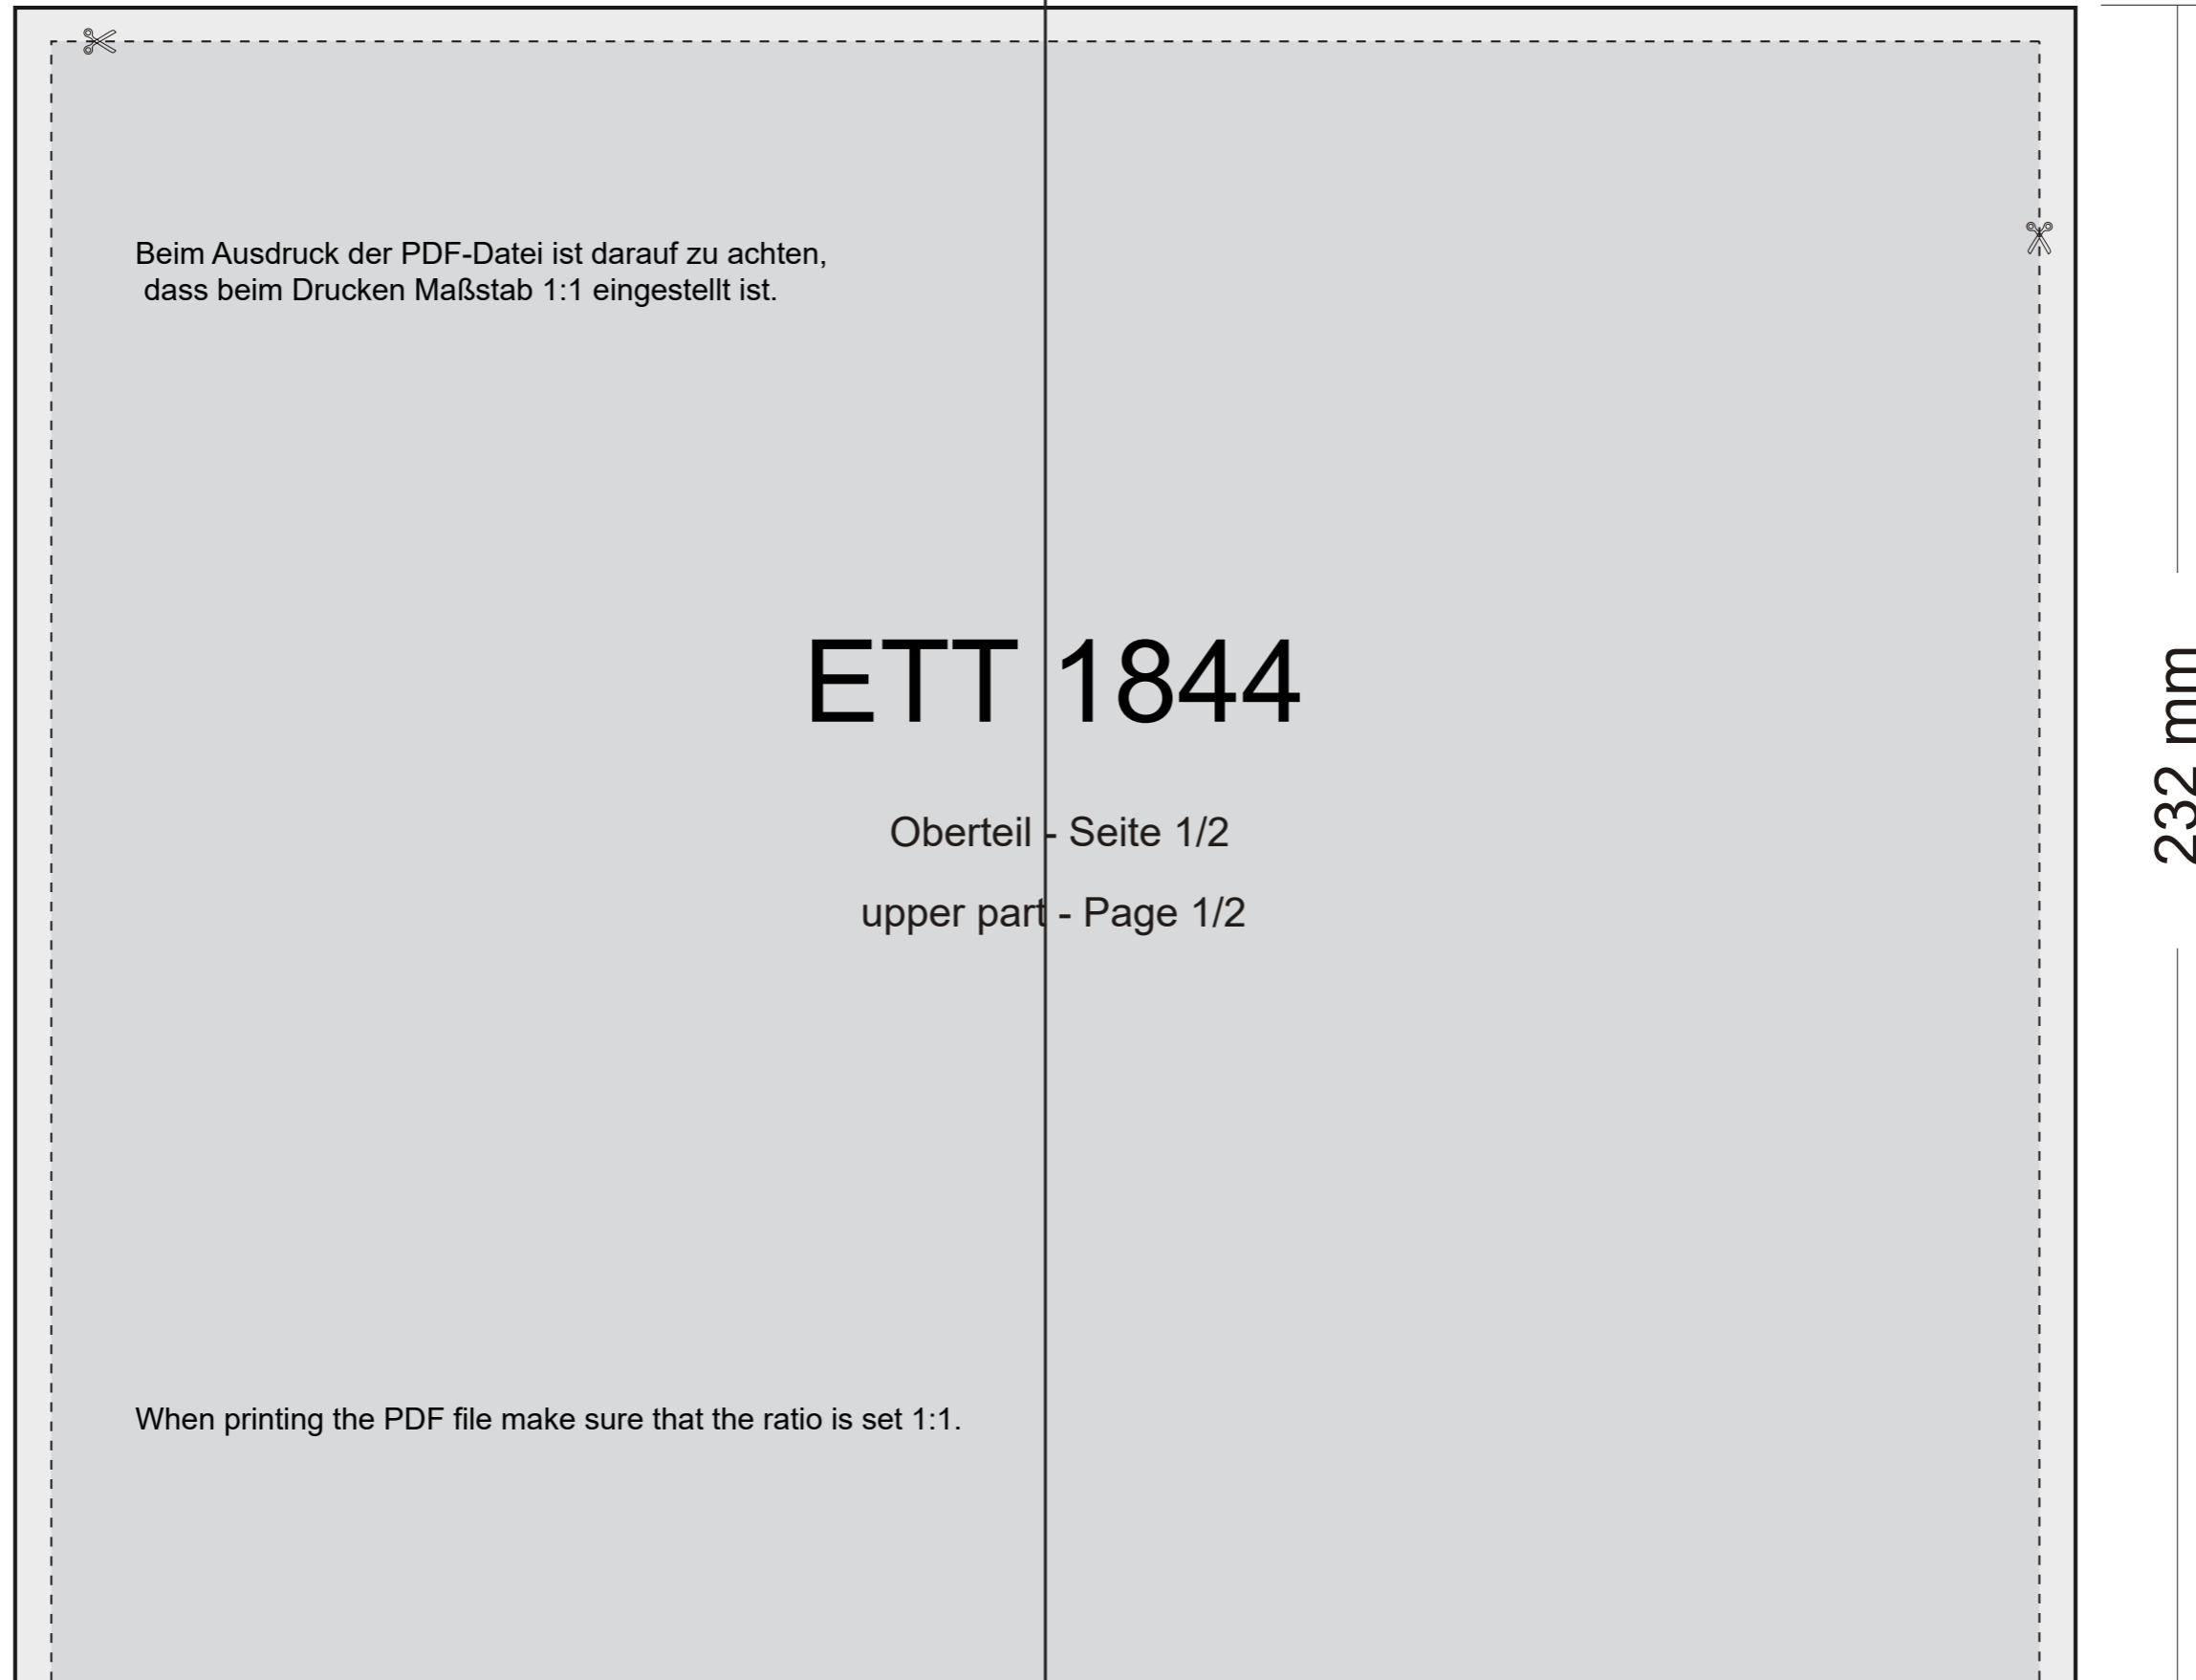 Beim Ausdruck der PDF-Datei ist darauf zu achten,
dass beim Drucken Maßstab 1:1 eingestellt ist.
ETT 1844
232 mm
Oberteil - Seite 1/2
upper part - Page 1/2
When printing the PDF file make sure that the ratio is set 1:1.